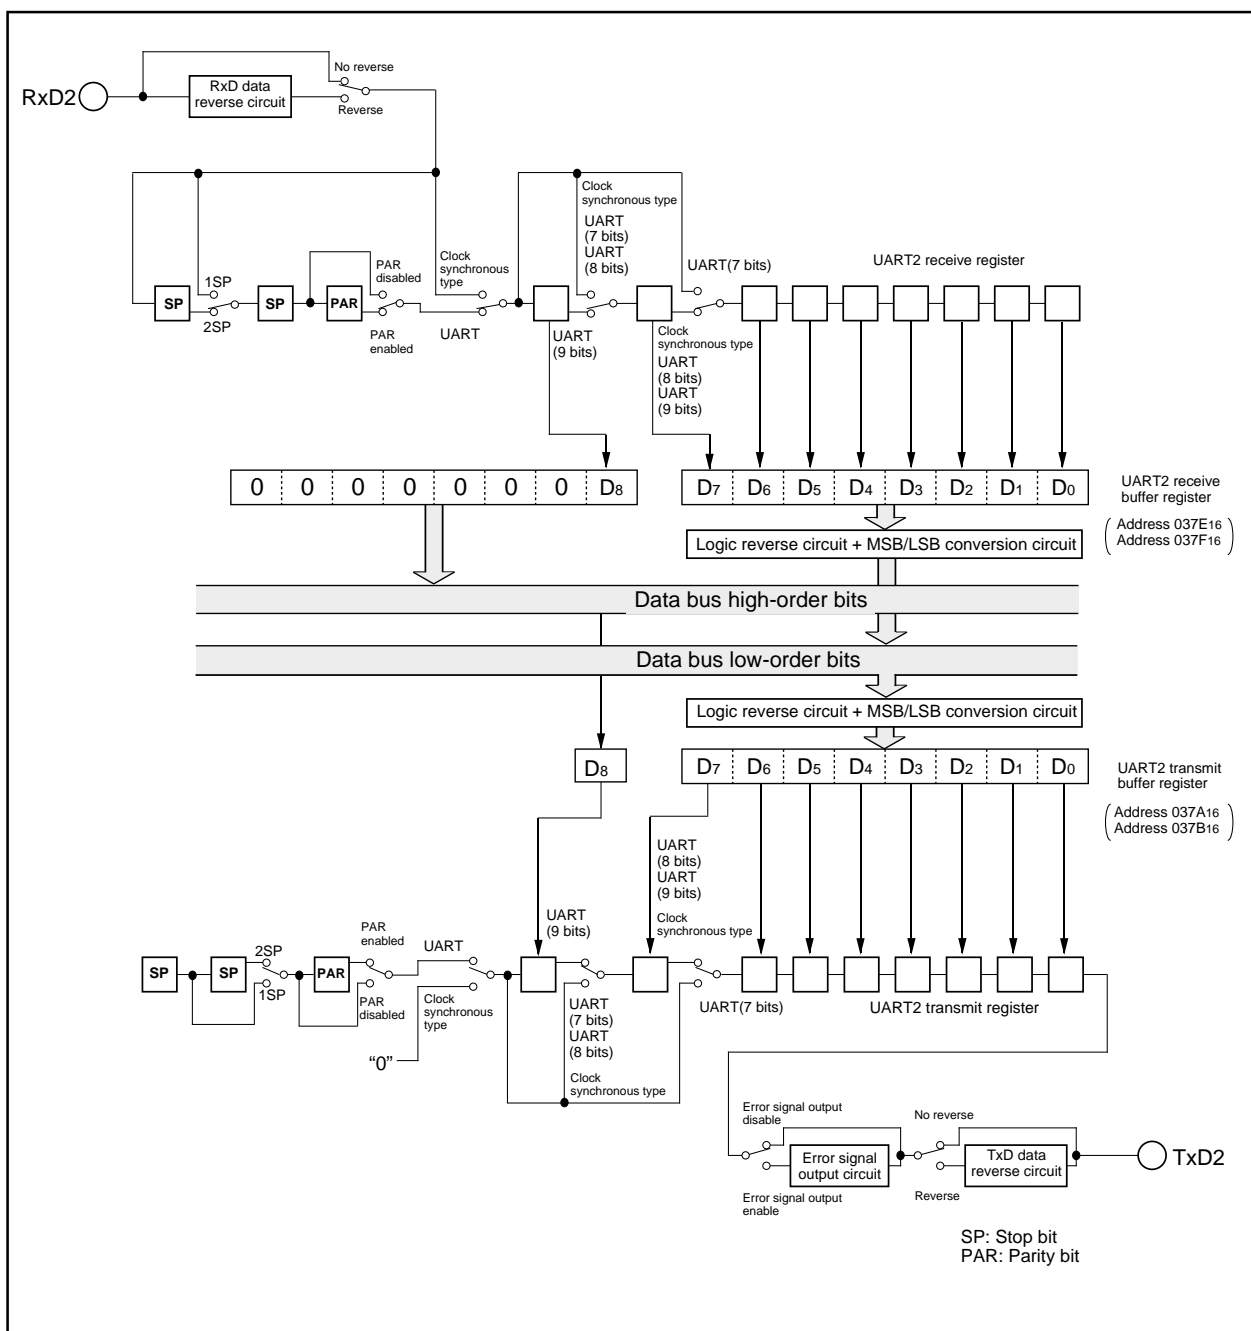 No reverse
RxD2
RxD data
reverse circuit
Reverse
Clock
synchronous type
UART
(7 bits)
UART
(8 bits)
UART(7 bits)
UART2 receive register
1SP
PAR
disabled
Clock
synchronous
type
SP
SP
PAR
2SP
PAR
enabled
UART
UART
(9 bits)
Clock
synchronous type
UART
(8 bits)
UART
(9 bits)
0 0 0 0 0 0 0 D8
D7 D6 D5 D4 D3 D2 D1 D0
UART2 receive
buffer register
Logic reverse circuit + MSB/LSB conversion circuit
Address 037E16
Address 037F16
Data bus high-order bits
Data bus low-order bits
Logic reverse circuit + MSB/LSB conversion circuit
D8
D7 D6 D5 D4 D3 D2 D1 D0
UART2 transmit
buffer register
Address 037A16
Address 037B16
UART
(8 bits)
UART
(9 bits)
Clock
synchronous type
UART
(9 bits)
PAR
enabled
UART
2SP
SP
SP
PAR
1SP
PAR
disabled
Clock
synchronous
type
“0”
UART
(7 bits)
UART
(8 bits)
Clock
synchronous type
UART(7 bits)
UART2 transmit register
Error signal output
disable
No reverse
Error signal
output circuit
TxD data
reverse circuit
TxD2
Error signal output
enable
Reverse
SP: Stop bit
PAR: Parity bit